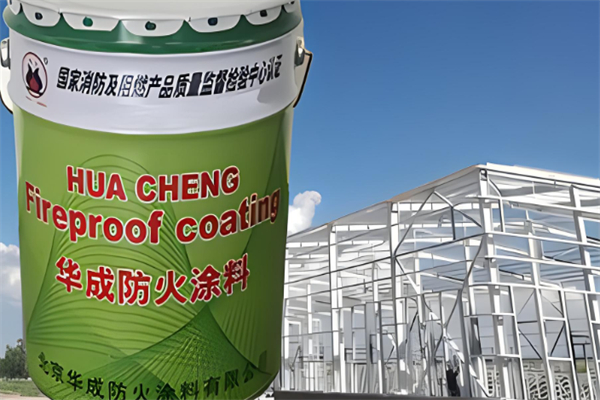 国家消防及阻燃产品质量监督检验中心认证
HUA CHENG
Fireproof coating
华成防火涂料
北京华成防火涂料有限公司